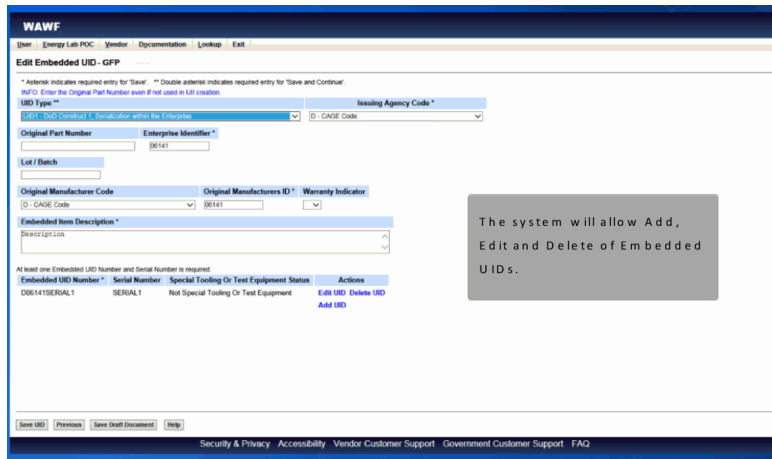 WAWF
User Energy Lab POC Vendor Documentation Lookup Exit
Edit Embedded UID - GFP
* Asterisk indicates required entry for 'Save'. ** Double asterisk indicates required entry for 'Save and Continue'.
INFO: Enter the Original Part Number even if not used in UII creation
UID Type ** Issuing Agency Code *
UID1 - DoD Construct 1, Serialization within the Enterprise D - CAGE Code
Original Part Number Enterprise Identifier *
06141
Lot / Batch
Original Manufacturer Code Original Manufacturers ID * Warranty Indicator
D - CAGE Code 06141
Embedded Item Description *
Description
The system will allow Add,
Edit and Delete of Embedded
UIDs.
At least one Embedded UID Number and Serial Number is required.
Embedded UID Number * Serial Number Special Tooling Or Test Equipment Status Actions
D06141SERIAL1 SERIAL1 Not Special Tooling Or Test Equipment Edit UID Delete UID
Add UID
Save UID Previous Save Draft Document Help
Security & Privacy Accessibility Vendor Customer Support Government Customer Support FAQ